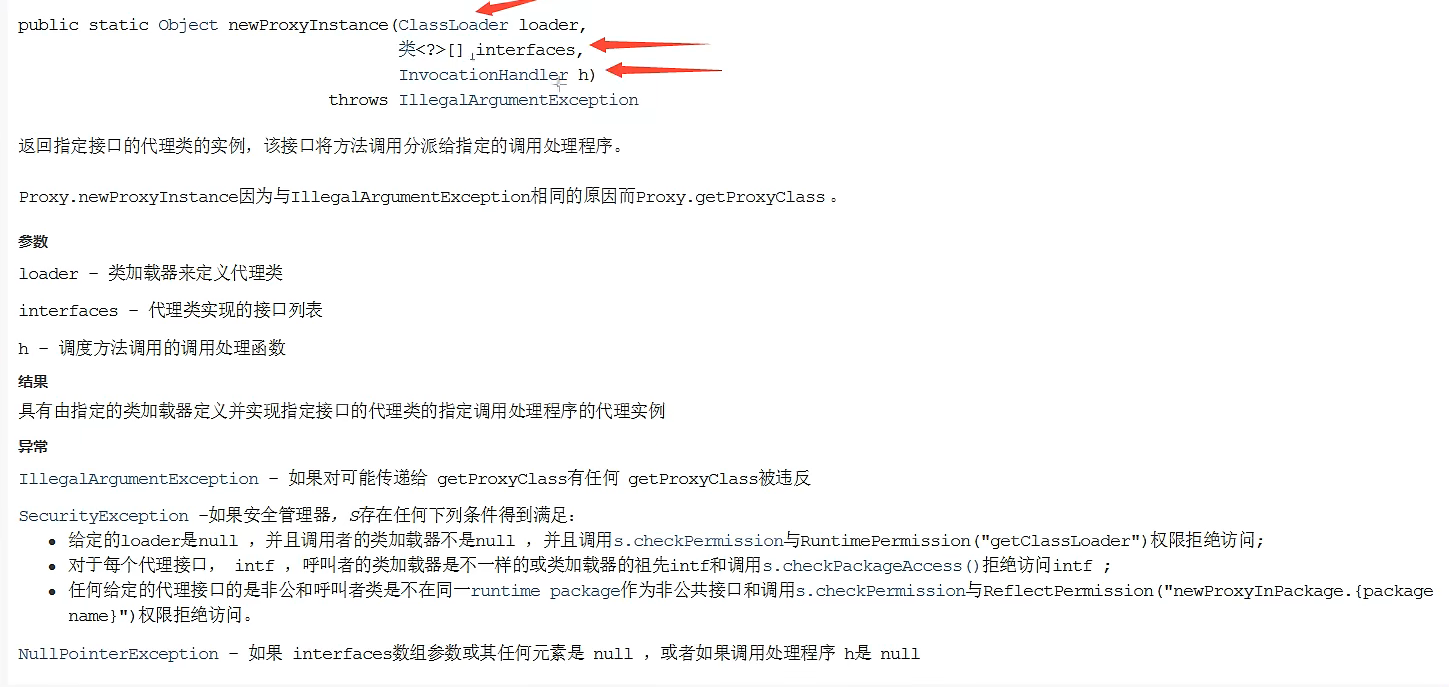 public static Object newProxyInstance(ClassLoader loader,
类<?>[] interfaces,
InvocationHandler h)
throws IllegalArgumentException
返回指定接口的代理类的实例，该接口将方法调用分派给指定的调用处理程序。
Proxy.newProxyInstance因为与IllegalArgumentException相同的原因而Proxy.getProxyClass 。
参数
loader - 类加载器来定义代理类
interfaces - 代理类实现的接口列表
h - 调度方法调用的调用处理函数
结果
具有由指定的类加载器定义并实现指定接口的代理类的指定调用处理程序的代理实例
异常
IllegalArgumentException - 如果对可能传递给 getProxyClass有任何 getProxyClass被违反
SecurityException -如果安全管理器，S存在任何下列条件得到满足：
• 给定的loader是null ，并且调用者的类加载器不是null ，并且调用s.checkPermission与RuntimePermission("getClassLoader")权限拒绝访问;
• 对于每个代理接口， intf ，呼叫者的类加载器是不一样的或类加载器的祖先intf和调用s.checkPackageAccess()拒绝访问intf ;
• 任何给定的代理接口的是非公和呼叫者类是不在同一runtime package作为非公共接口和调用s.checkPermission与ReflectPermission("newProxyInPackage.{package
name}")权限拒绝访问。
NullPointerException - 如果 interfaces数组参数或其任何元素是 null ，或者如果调用处理程序 h是 null